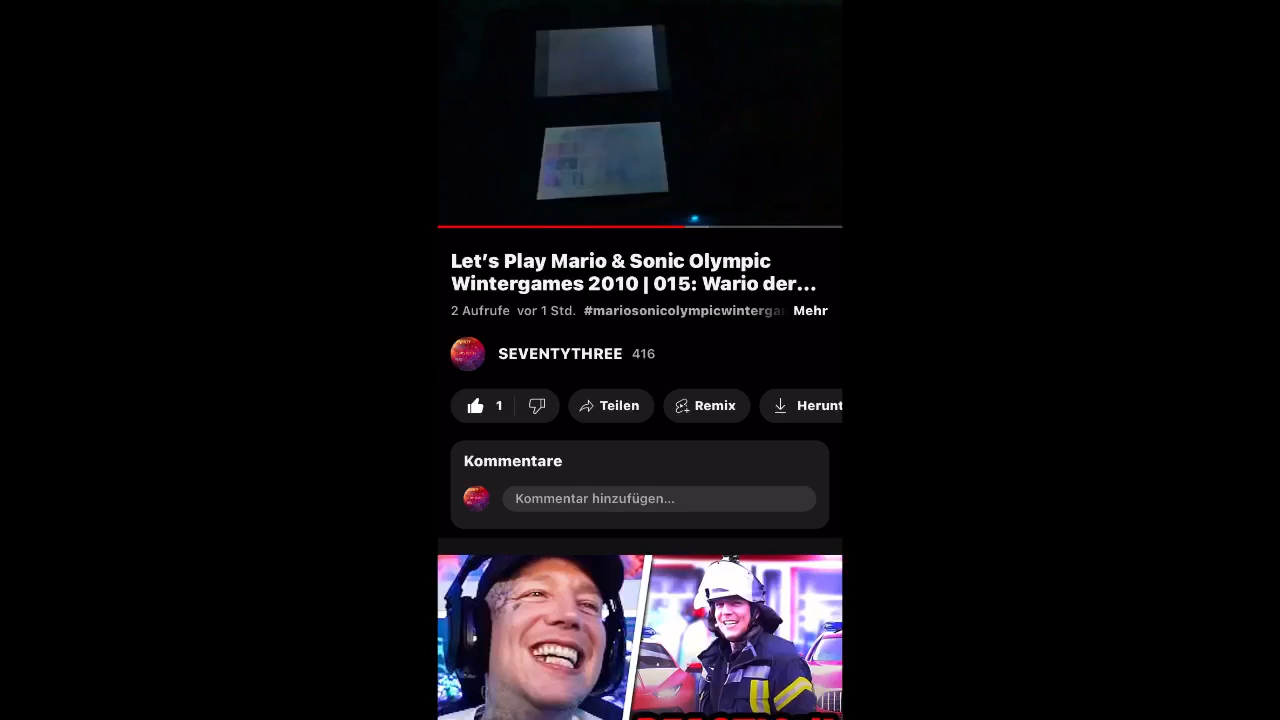 Let’s Play Mario & Sonic Olympic
Wintergames 2010 | 015: Wario der...
2 Aufrufe vor 1 Std. #mariosonicolympicwinterga Mehr
SEVENTYTHREE 416
1 Teilen Remix Herunt
Kommentare
Kommentar hinzufügen...